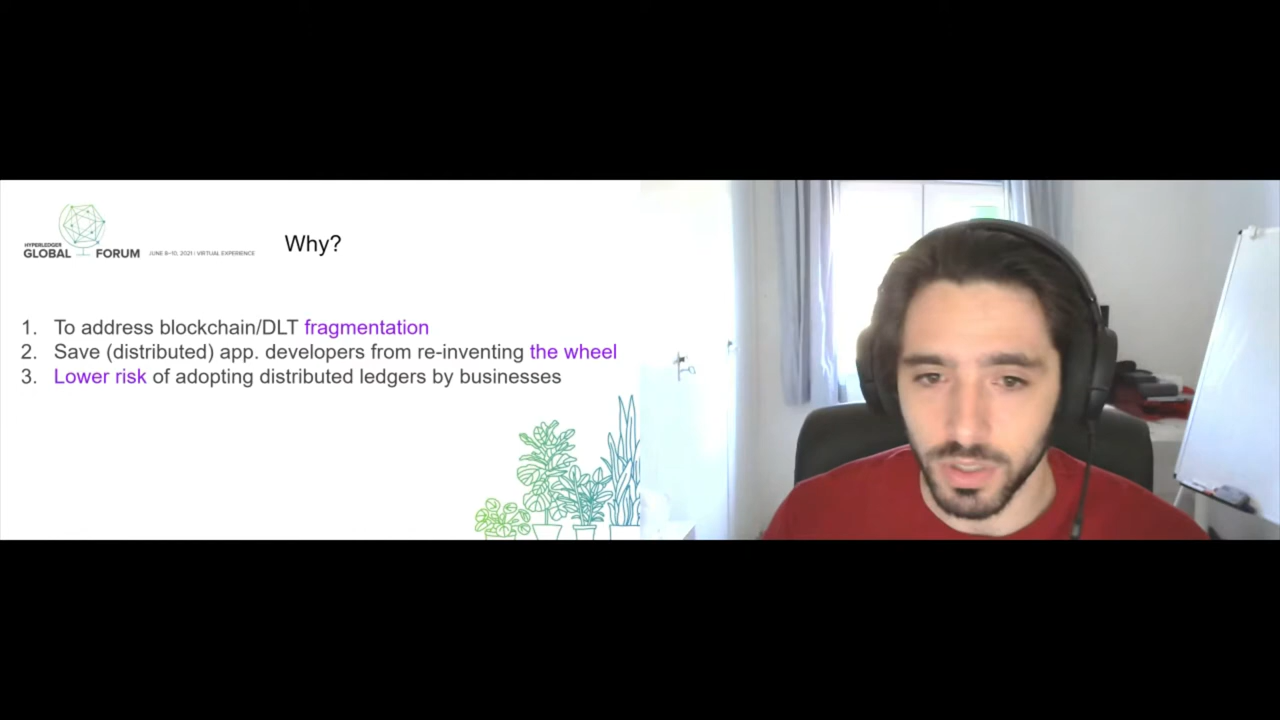 HYPERLEDGER
GLOBAL FORUM
JUNE 8–10, 2021 | VIRTUAL EXPERIENCE
Why?
1. To address blockchain/DLT fragmentation
2. Save (distributed) app. developers from re-inventing the wheel
3. Lower risk of adopting distributed ledgers by businesses